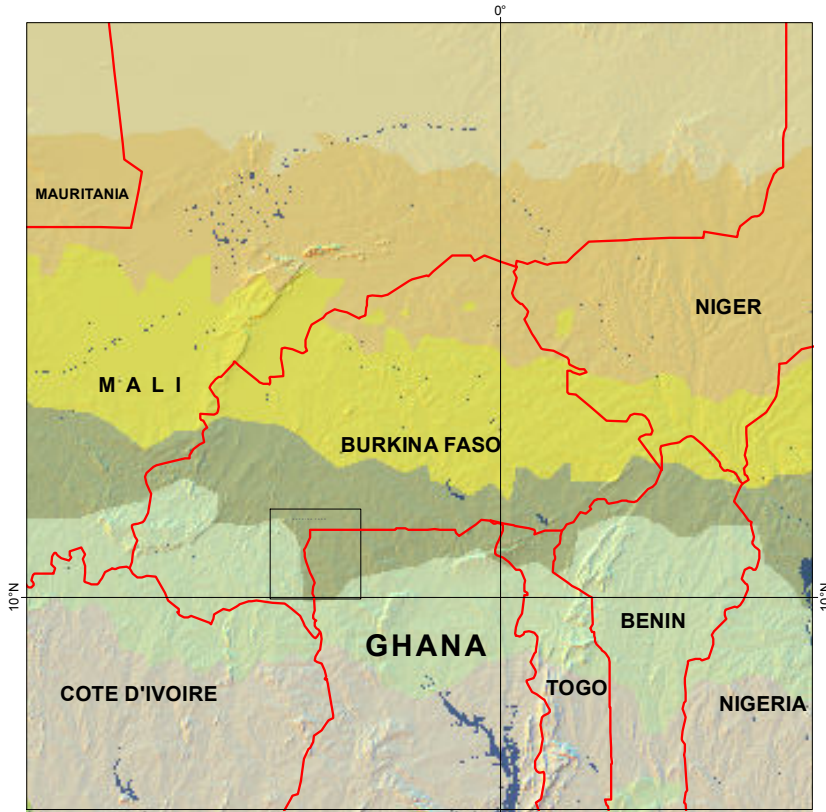 0°
MAURITANIA
NIGER
M A L I
BURKINA FASO
10°N
10°N
BENIN
GHANA
TOGO
COTE D'IVOIRE
NIGERIA